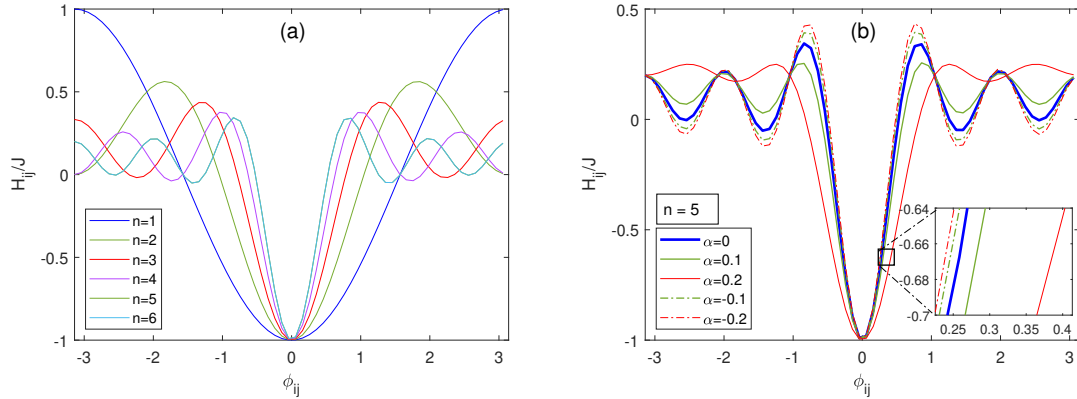 (a)
H_ij/J
1
0.5
0
-0.5
-1
-3 -2 -1 0 1 2 3
ϕ_ij
n=1
n=2
n=3
n=4
n=5
n=6
(b)
H_ij/J
0.5
0
-0.5
-1
-3 -2 -1 0 1 2 3
ϕ_ij
n = 5
α=0
α=0.1
α=0.2
α=-0.1
α=-0.2
-0.64
-0.66
-0.68
-0.7
0.25 0.3 0.35 0.4